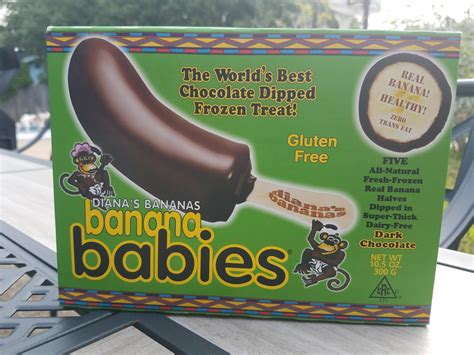 The World's Best
Chocolate Dipped
Frozen Treat!
REAL
BANANA!
HEALTHY!
ZERO
TRANS FAT
Gluten
Free
diana's
bananas
FIVE
All-Natural
Fresh-Frozen
Real Banana
Halves
Dipped in
Super-Thick
Dairy-Free
Dark
Chocolate
DIANA'S BANANAS
banana
babies
NET WT
10.5 OZ.
300 G
CRC